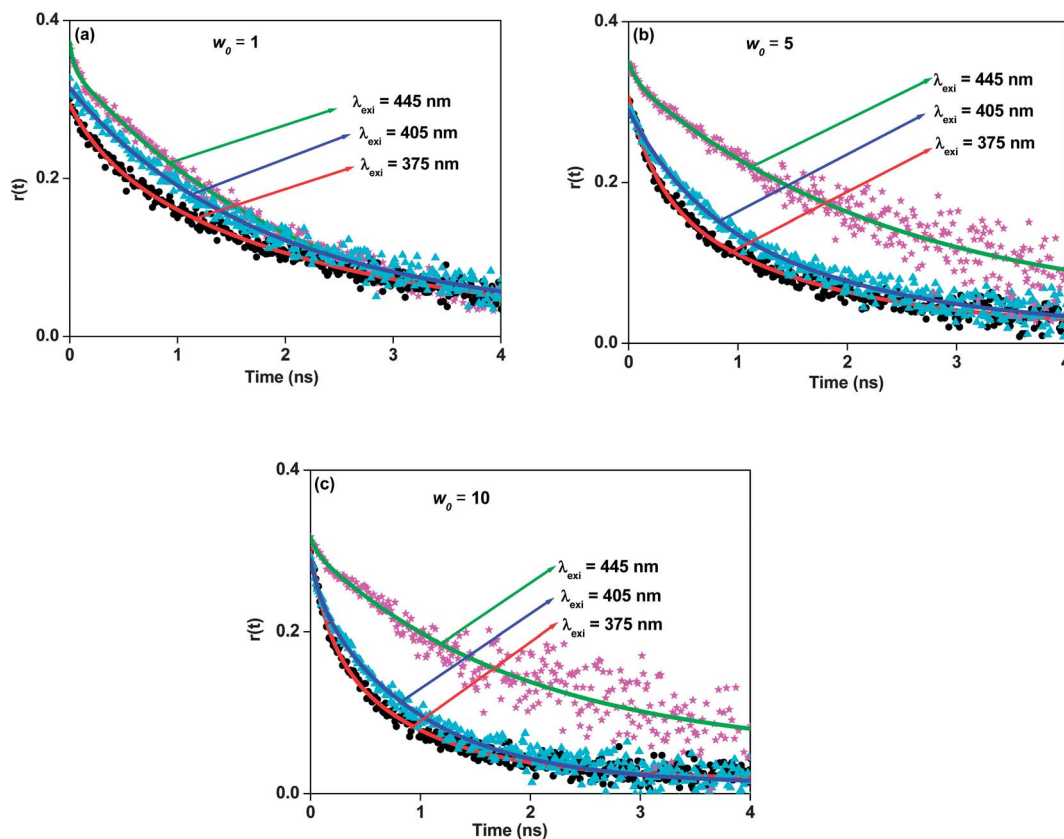 (a)
w₀ = 1
0.4
0.2
0.0
r(t)
λexi = 445 nm
λexi = 405 nm
λexi = 375 nm
0 1 2 3 4
Time (ns)
(b)
w₀ = 5
0.4
0.2
0.0
r(t)
λexi = 445 nm
λexi = 405 nm
λexi = 375 nm
0 1 2 3 4
Time (ns)
(c)
w₀ = 10
0.4
0.2
0.0
r(t)
λexi = 445 nm
λexi = 405 nm
λexi = 375 nm
0 1 2 3 4
Time (ns)